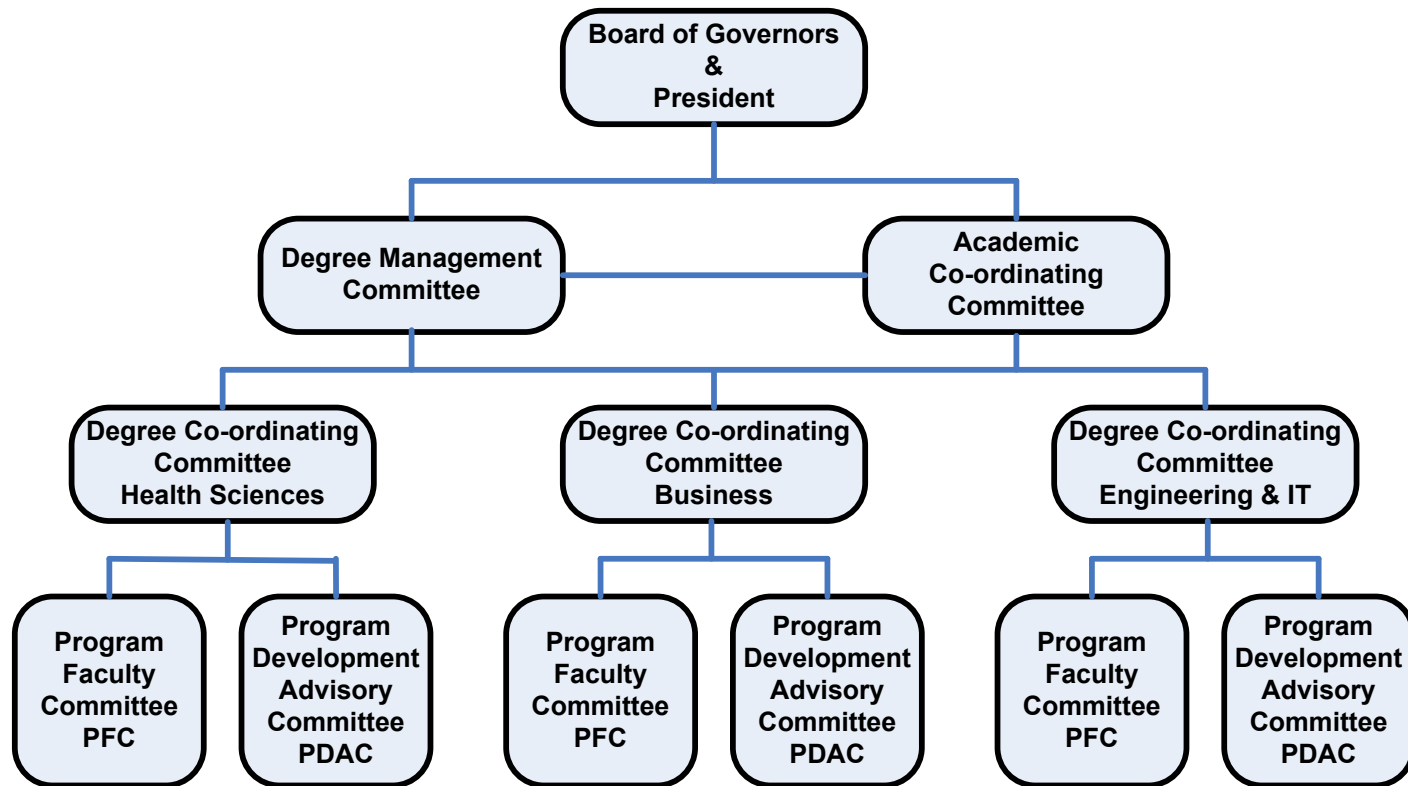 Board of Governors
&
President
Degree Management
Committee
Academic
Co-ordinating
Committee
Degree Co-ordinating
Committee
Health Sciences
Degree Co-ordinating
Committee
Business
Degree Co-ordinating
Committee
Engineering & IT
Program
Faculty
Committee
PFC
Program
Development
Advisory
Committee
PDAC
Program
Faculty
Committee
PFC
Program
Development
Advisory
Committee
PDAC
Program
Faculty
Committee
PFC
Program
Development
Advisory
Committee
PDAC